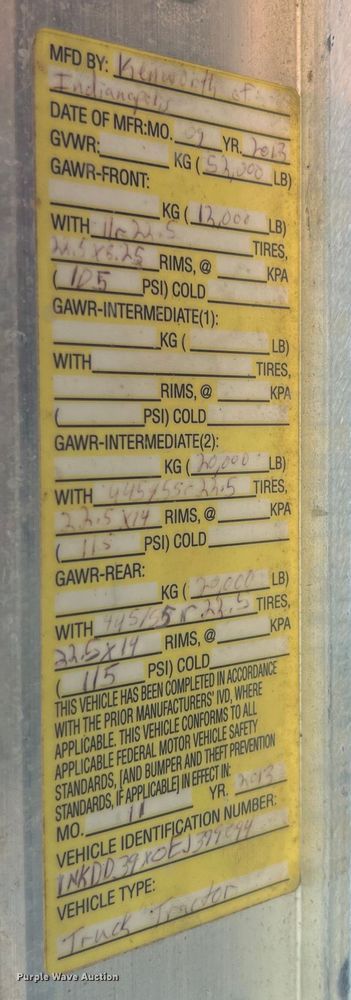 MFD BY: Kenworth of
Indianapolis
DATE OF MFR:MO. 09 YR. 2013
GVWR: KG ( 52,000 LB)
GAWR-FRONT:
KG ( 12,000 LB)
WITH 11r22.5 TIRES,
22.5x8.25 RIMS, @ KPA
( 105 PSI) COLD
GAWR-INTERMEDIATE(1):
KG ( LB)
WITH TIRES,
RIMS, @ KPA
( PSI) COLD
GAWR-INTERMEDIATE(2):
KG ( 20,000 LB)
WITH 445/55r22.5 TIRES,
22.5x14 RIMS, @ KPA
( 115 PSI) COLD
GAWR-REAR:
KG ( 20,000 LB)
WITH 445/55r22.5 TIRES,
22.5x14 RIMS, @ KPA
( 115 PSI) COLD
THIS VEHICLE HAS BEEN COMPLETED IN ACCORDANCE
WITH THE PRIOR MANUFACTURERS' IVD, WHERE
APPLICABLE. THIS VEHICLE CONFORMS TO ALL
APPLICABLE FEDERAL MOTOR VEHICLE SAFETY
STANDARDS, [AND BUMPER AND THEFT PREVENTION
STANDARDS, IF APPLICABLE] IN EFFECT IN:
MO. 11 YR. 2013
VEHICLE IDENTIFICATION NUMBER:
VEHICLE TYPE:
Truck Tractor
Purple Wave Auction